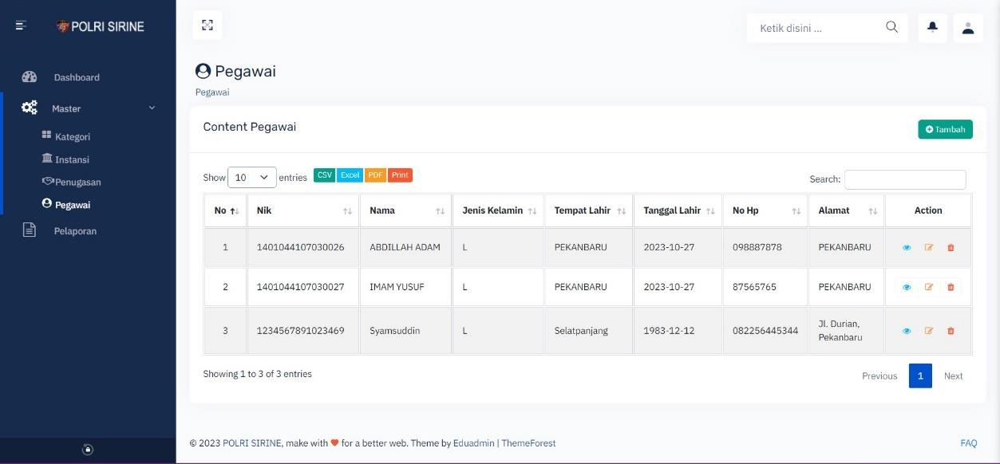 POLRI SIRINE
Ketik disini ...
Dashboard
Master
Kategori
Instansi
Penugasan
Pegawai
Pelaporan
Pegawai
Pegawai
Content Pegawai
Tambah
Show 10 entries CSV Excel PDF Print
Search:
No Nik Nama Jenis Kelamin Tempat Lahir Tanggal Lahir No Hp Alamat Action
1 1401044107030026 ABDILLAH ADAM L PEKANBARU 2023-10-27 098887878 PEKANBARU
2 1401044107030027 IMAM YUSUF L PEKANBARU 2023-10-27 87565765 PEKANBARU
3 1234567891023469 Syamsuddin L Selatpanjang 1983-12-12 082256445344 Jl. Durian,
Pekanbaru
Showing 1 to 3 of 3 entries
Previous 1 Next
© 2023 POLRI SIRINE, make with ❤ for a better web. Theme by Eduadmin | ThemeForest
FAQ